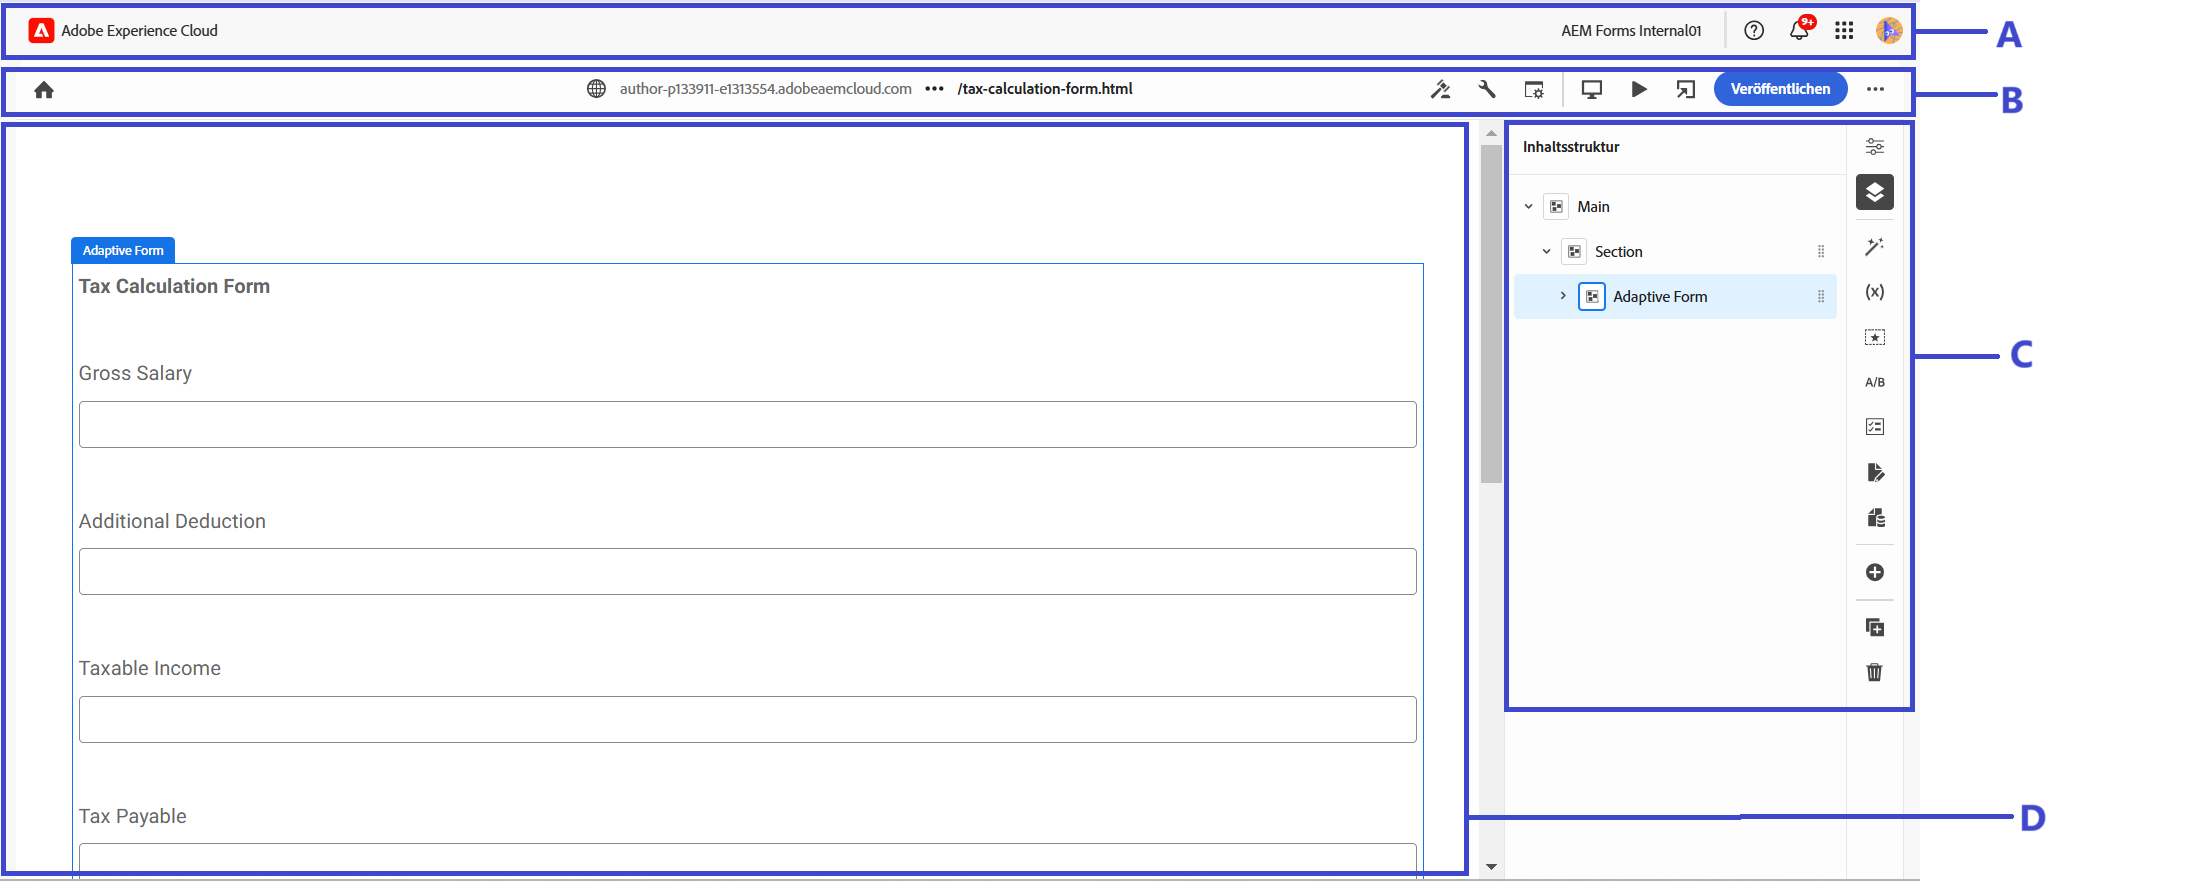 Adobe Experience Cloud
AEM Forms Internal01
9+
A
author-p133911-e1313554.adobeaemcloud.com ••• /tax-calculation-form.html
Veröffentlichen
B
Inhaltsstruktur
Main
Section
Adaptive Form
(x)
A/B
C
Adaptive Form
Tax Calculation Form
Gross Salary
Additional Deduction
Taxable Income
Tax Payable
D